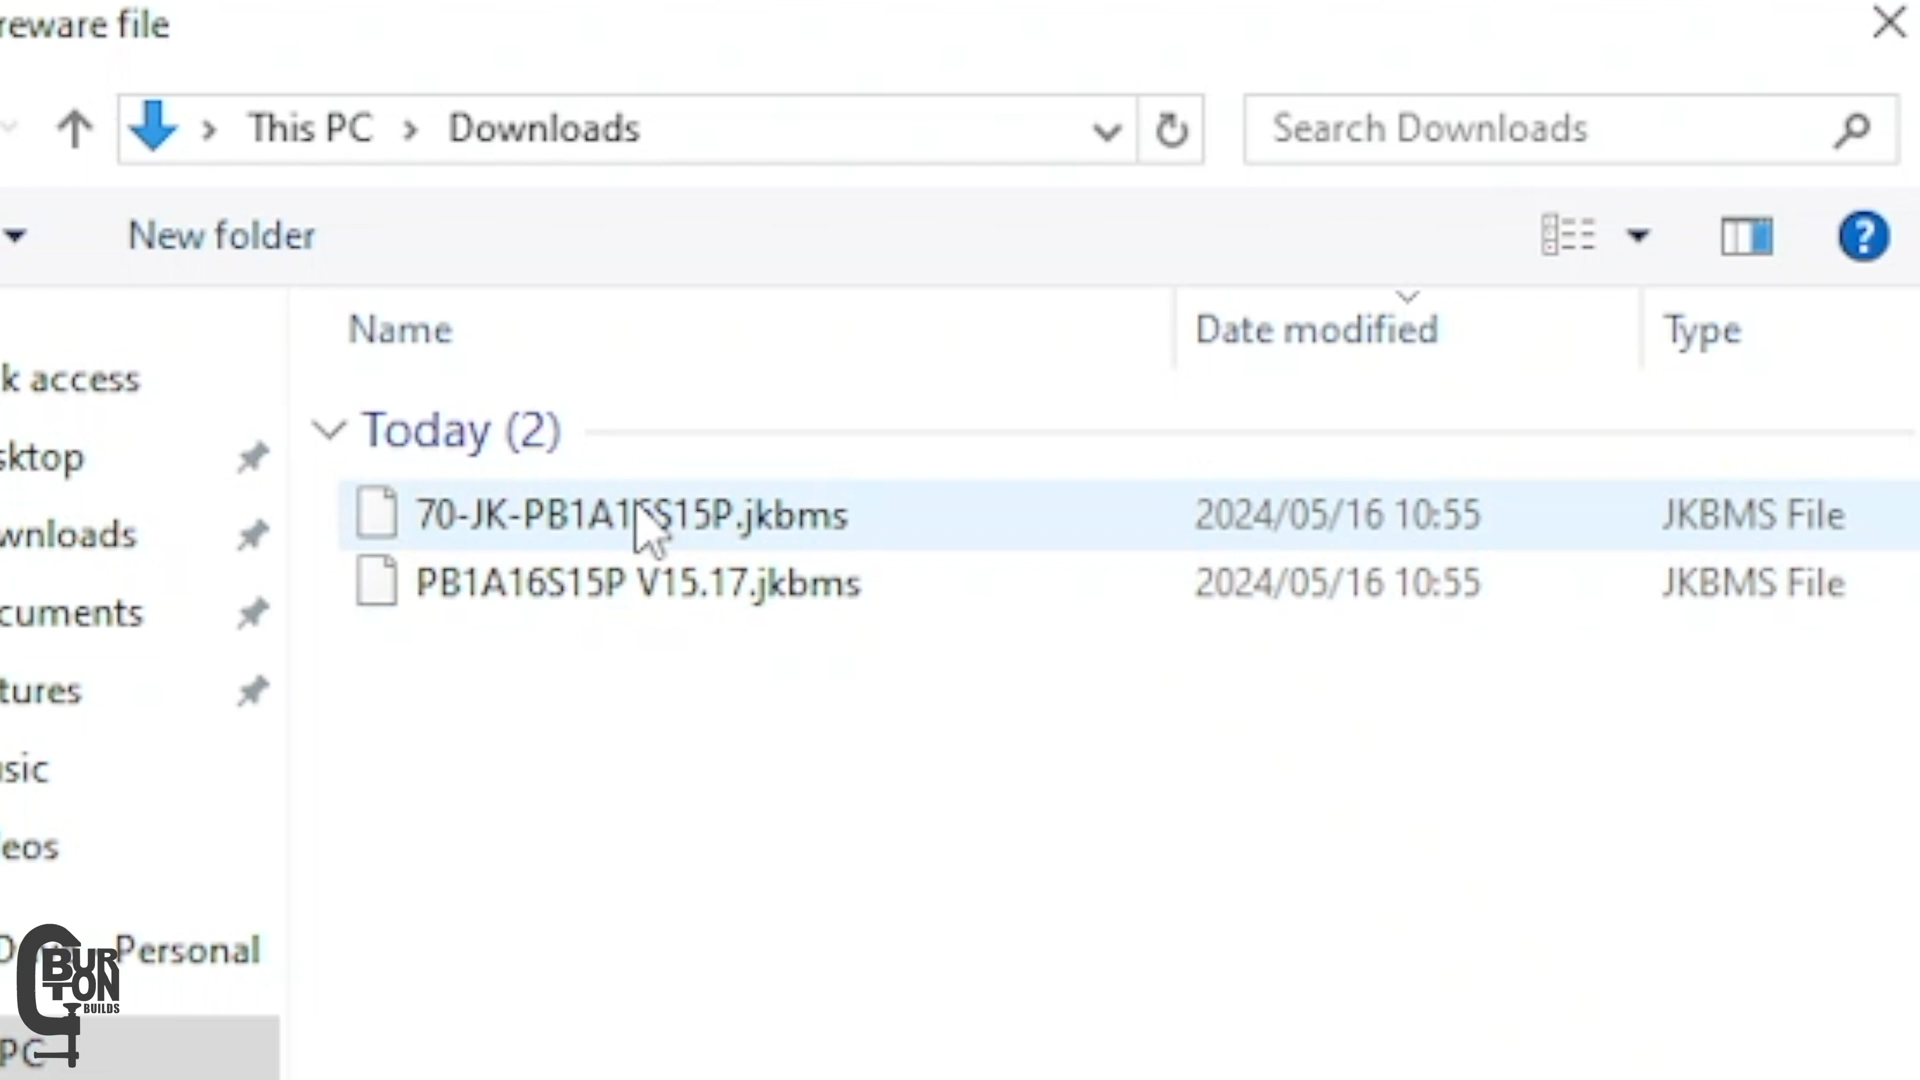 reware file
This PC > Downloads
Search Downloads
New folder
?
Name
Date modified
Type
k access
sktop
wnloads
cuments
tures
sic
eos
Personal
PC
Today (2)
70-JK-PB1A16S15P.jkbms 2024/05/16 10:55 JKBMS File
PB1A16S15P V15.17.jkbms 2024/05/16 10:55 JKBMS File
BURTON
BUILDS